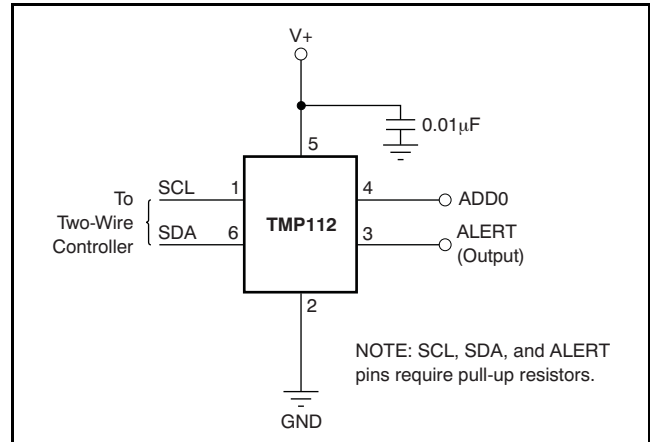 V+
0.01μF
5
SCL 1
4 ADD0
To
Two-Wire
Controller
TMP112
SDA 6
3 ALERT
(Output)
2
NOTE: SCL, SDA, and ALERT
pins require pull-up resistors.
GND